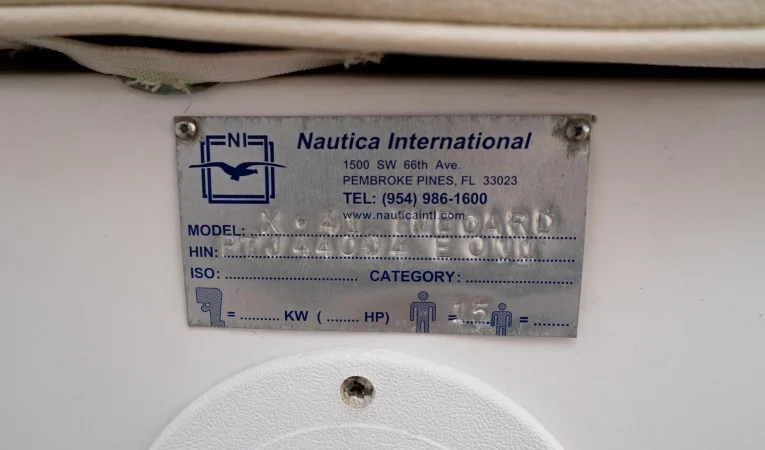 NI
Nautica International
1500 SW 66th Ave.
PEMBROKE PINES, FL 33023
TEL: (954) 986-1600
www.nauticaintl.com
MODEL: INBOARD
HIN:
ISO: CATEGORY:
= KW ( HP) = 15 =